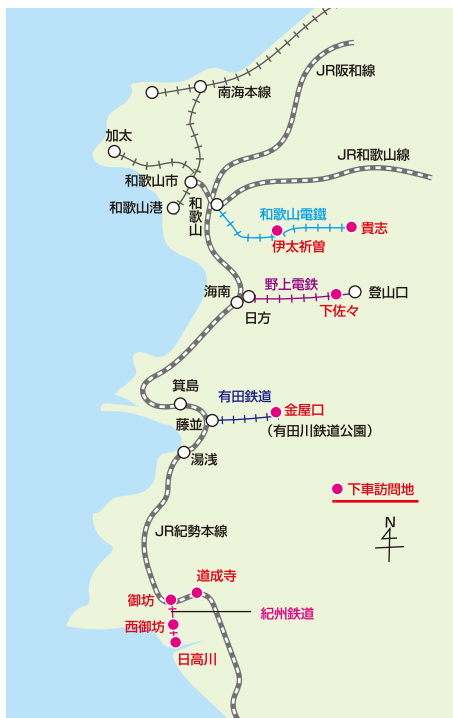 JR阪和線
南海本線
加太
JR和歌山線
和歌山市
和歌山港
和歌山
和歌山電鐵
貴志
伊太祈曽
海南
野上電鉄
登山口
日方
下佐々
箕島
有田鉄道
金屋口
藤並
（有田川鉄道公園）
湯浅
下車訪問地
N
JR紀勢本線
道成寺
御坊
紀州鉄道
西御坊
日高川